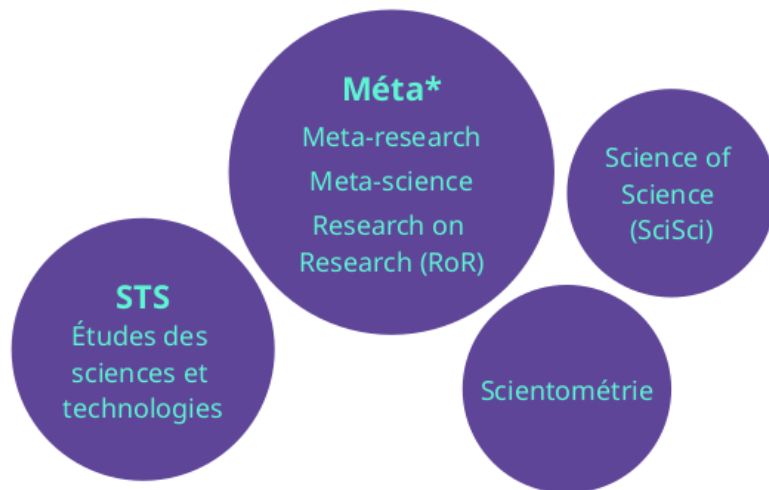 Méta*
Meta-research
Meta-science
Research on
Research (RoR)
Science of
Science
(SciSci)
STS
Études des
sciences et
technologies
Scientométrie